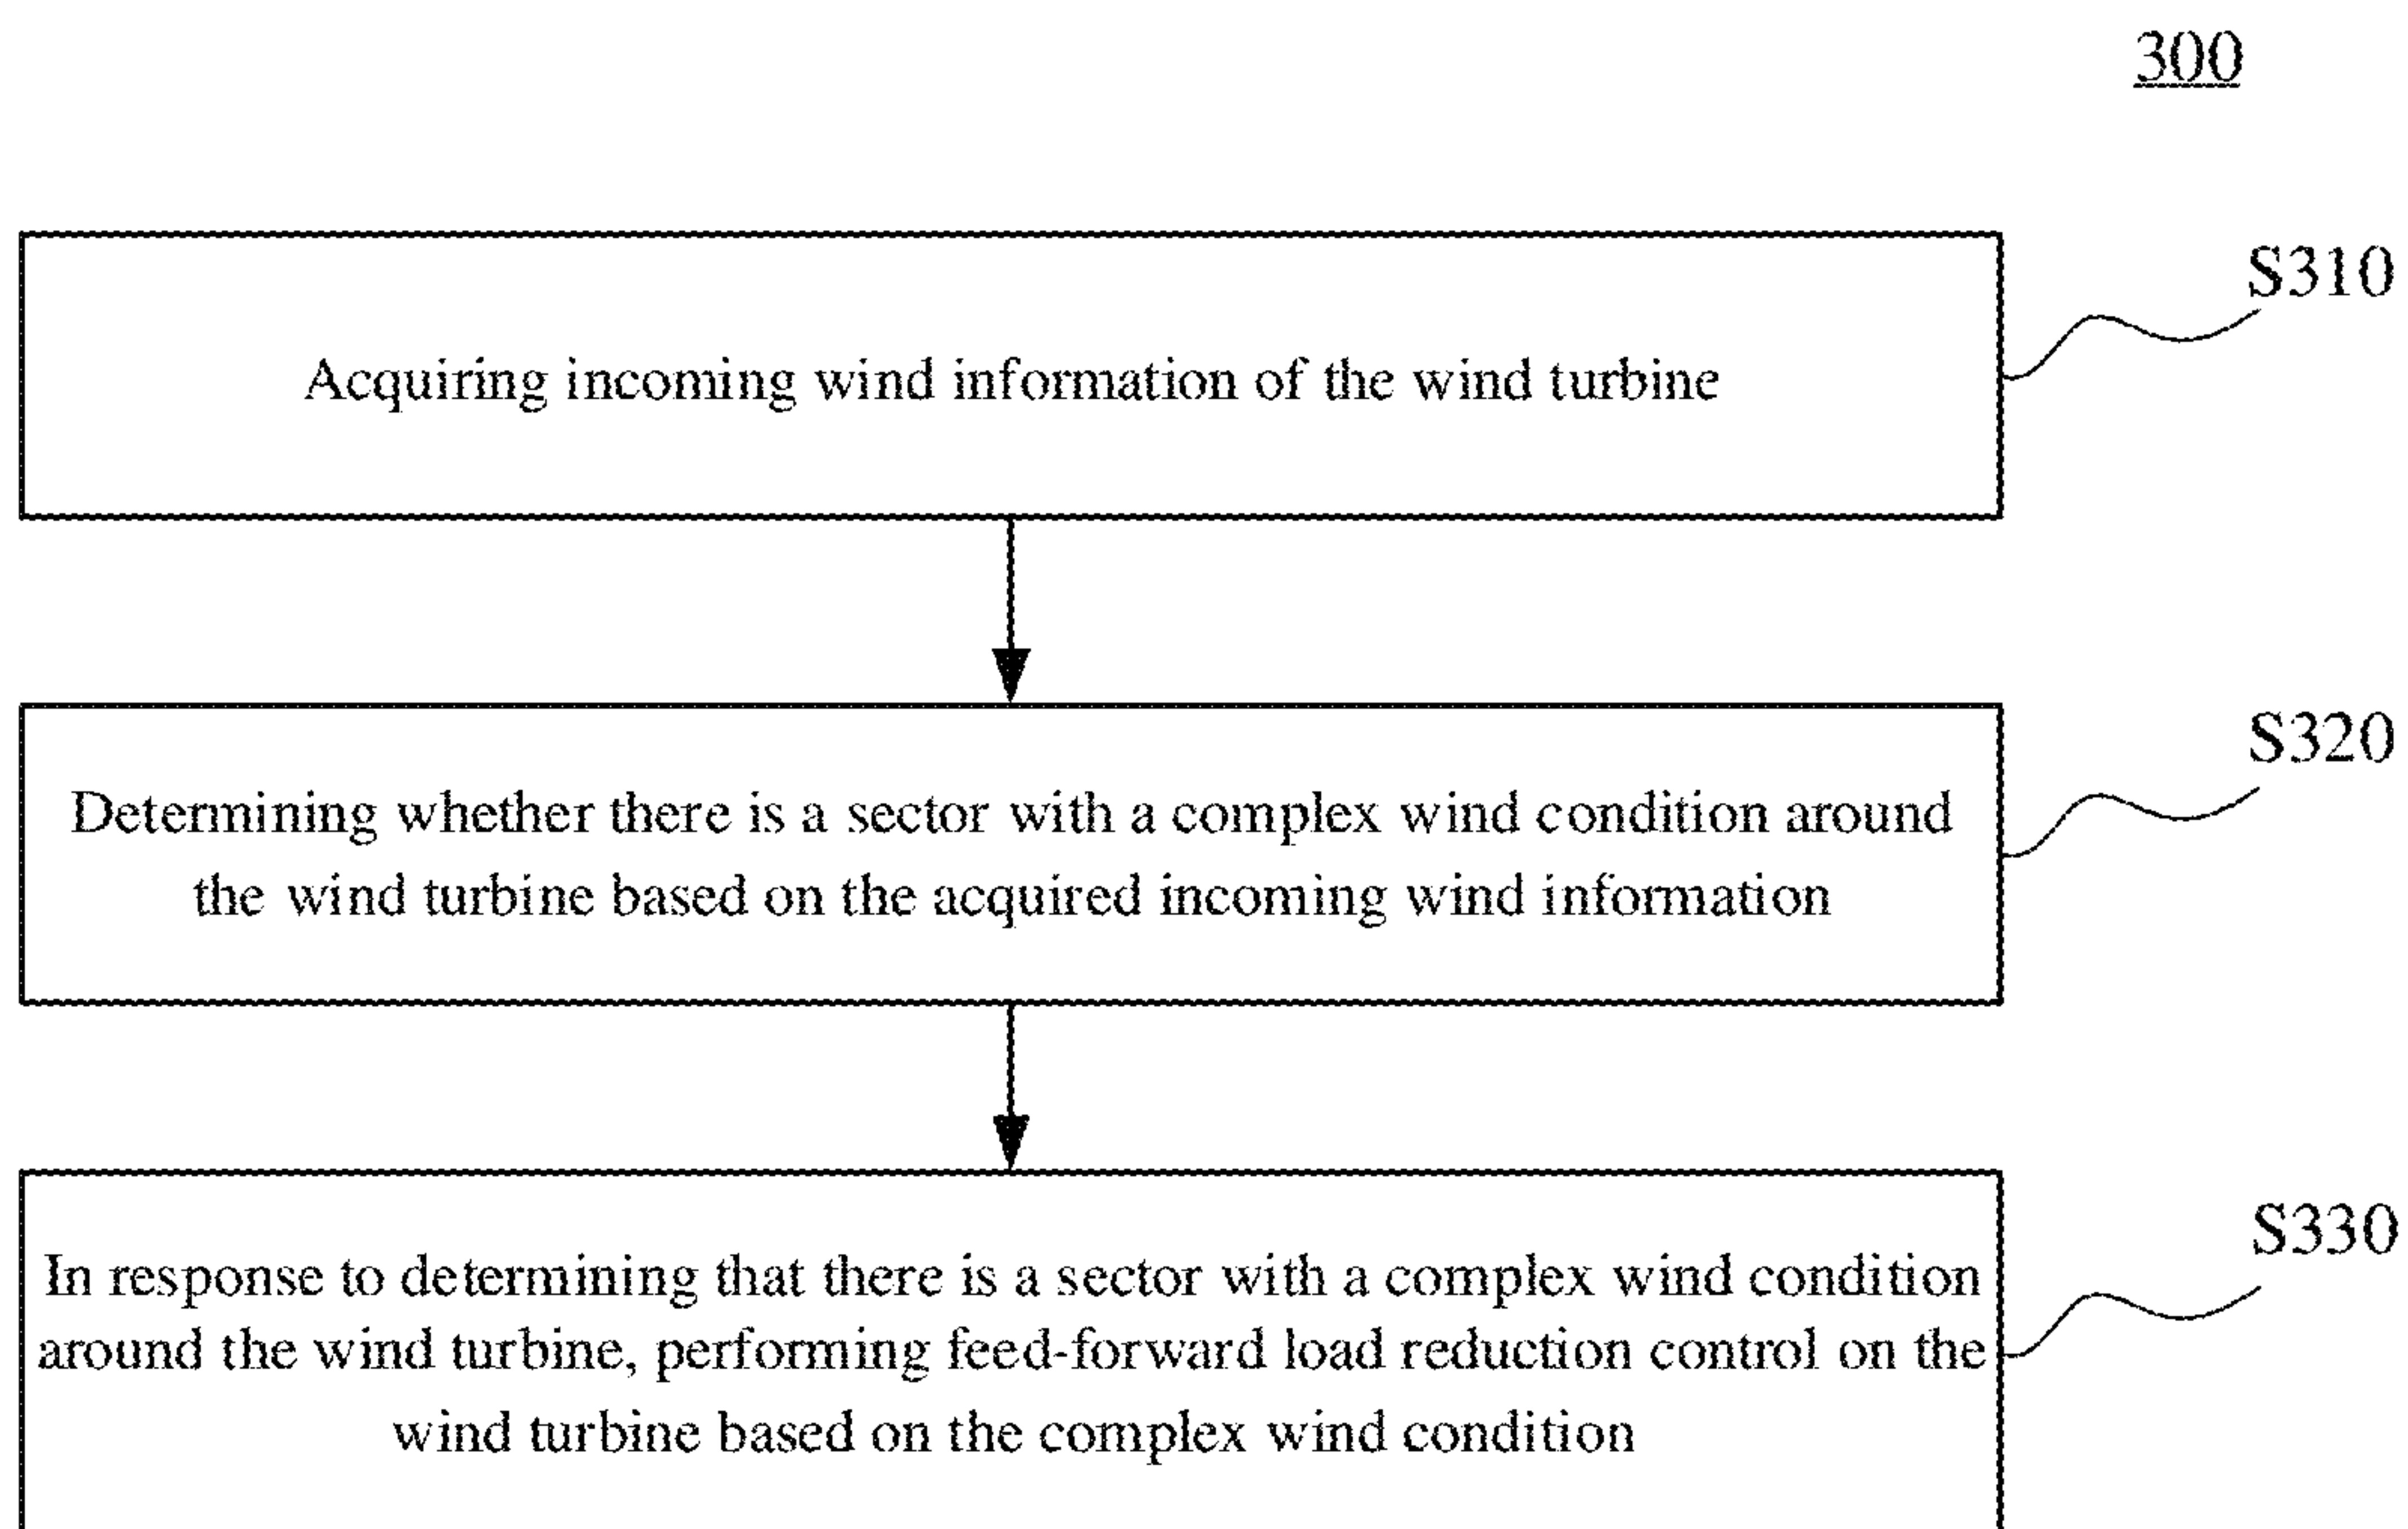 300
S310
Acquiring incoming wind information of the wind turbine
S320
Determining whether there is a sector with a complex wind condition around
the wind turbine based on the acquired incoming wind information
S330
In response to determining that there is a sector with a complex wind condition
around the wind turbine, performing feed-forward load reduction control on the
wind turbine based on the complex wind condition